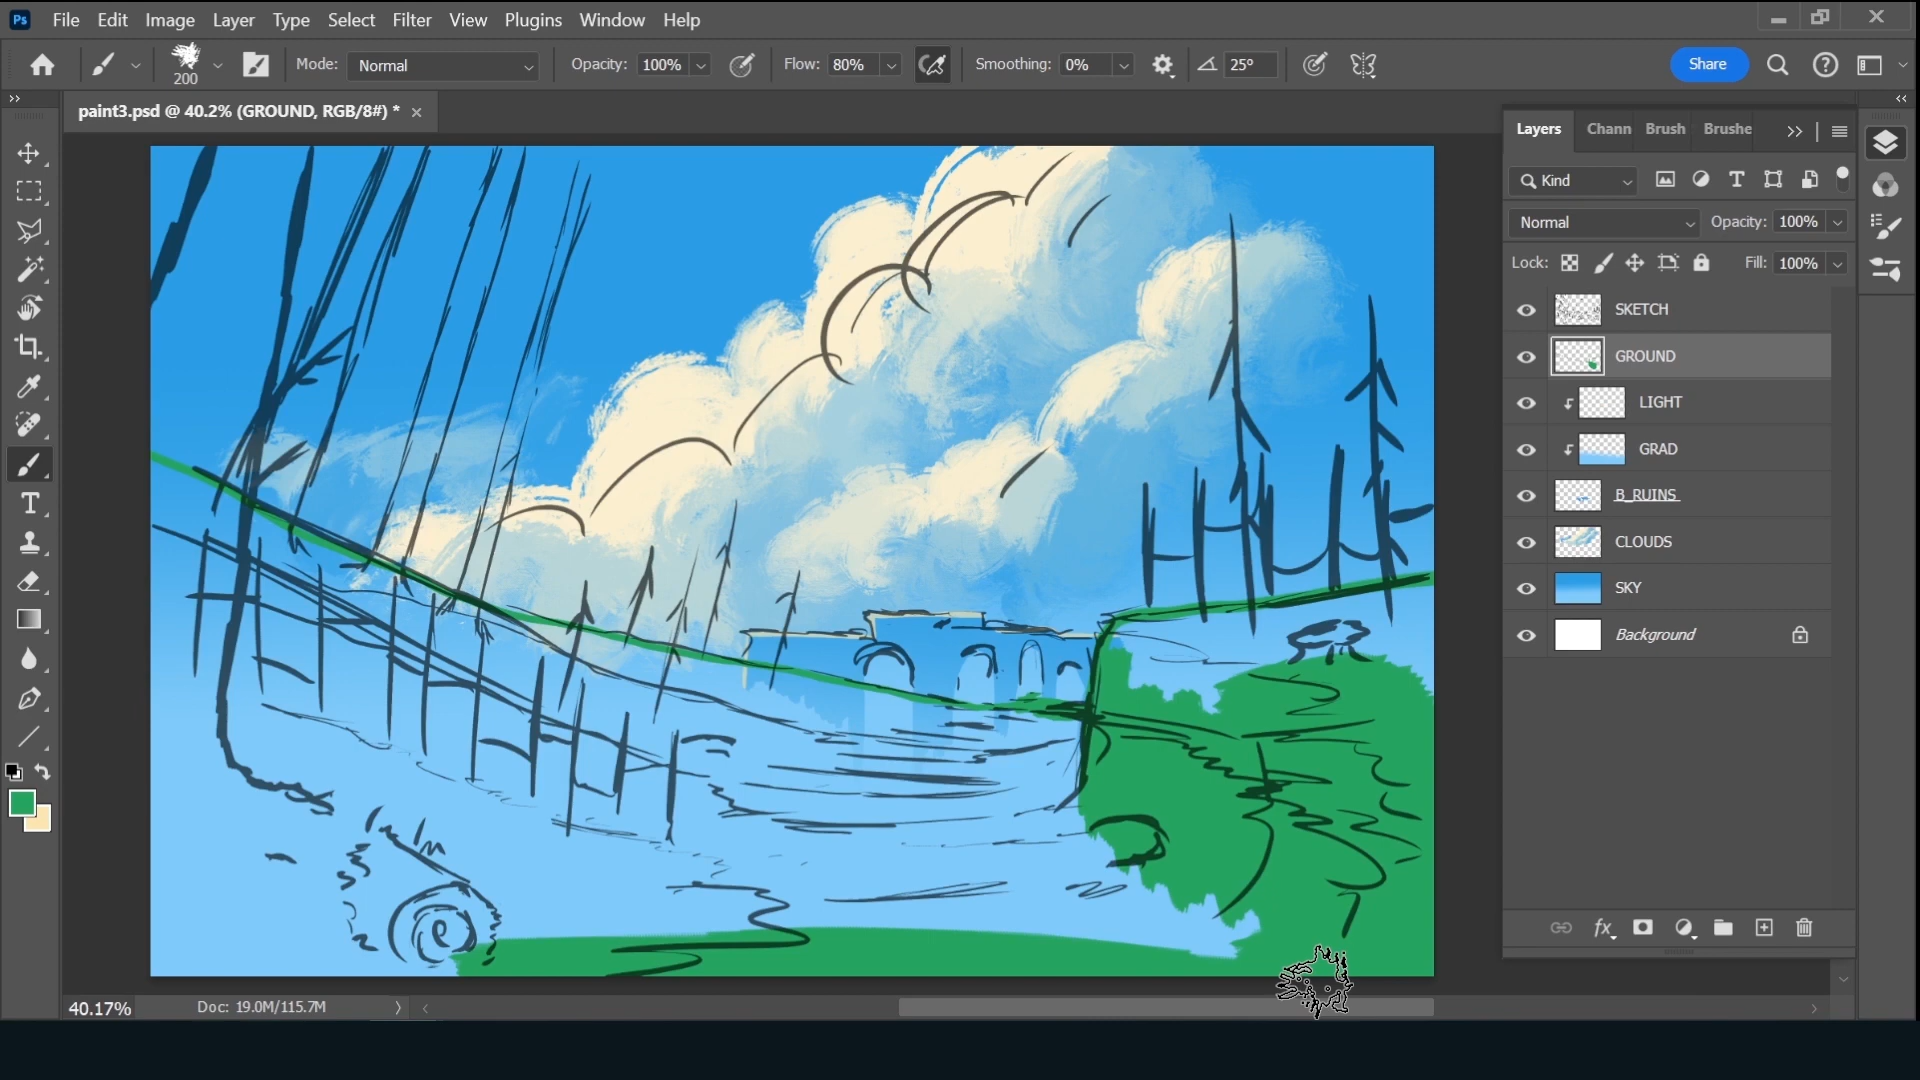 Ps File Edit Image Layer Type Select Filter View Plugins Window Help
200 Mode: Normal Opacity: 100% Flow: 80% Smoothing: 0% 25° Share
paint3.psd @ 40.2% (GROUND, RGB/8#) *
Layers Chann Brush Brushe
Kind
Normal Opacity: 100%
Lock: Fill: 100%
SKETCH
GROUND
LIGHT
GRAD
B_RUINS
CLOUDS
SKY
Background
fx
40.17% Doc: 19.0M/115.7M